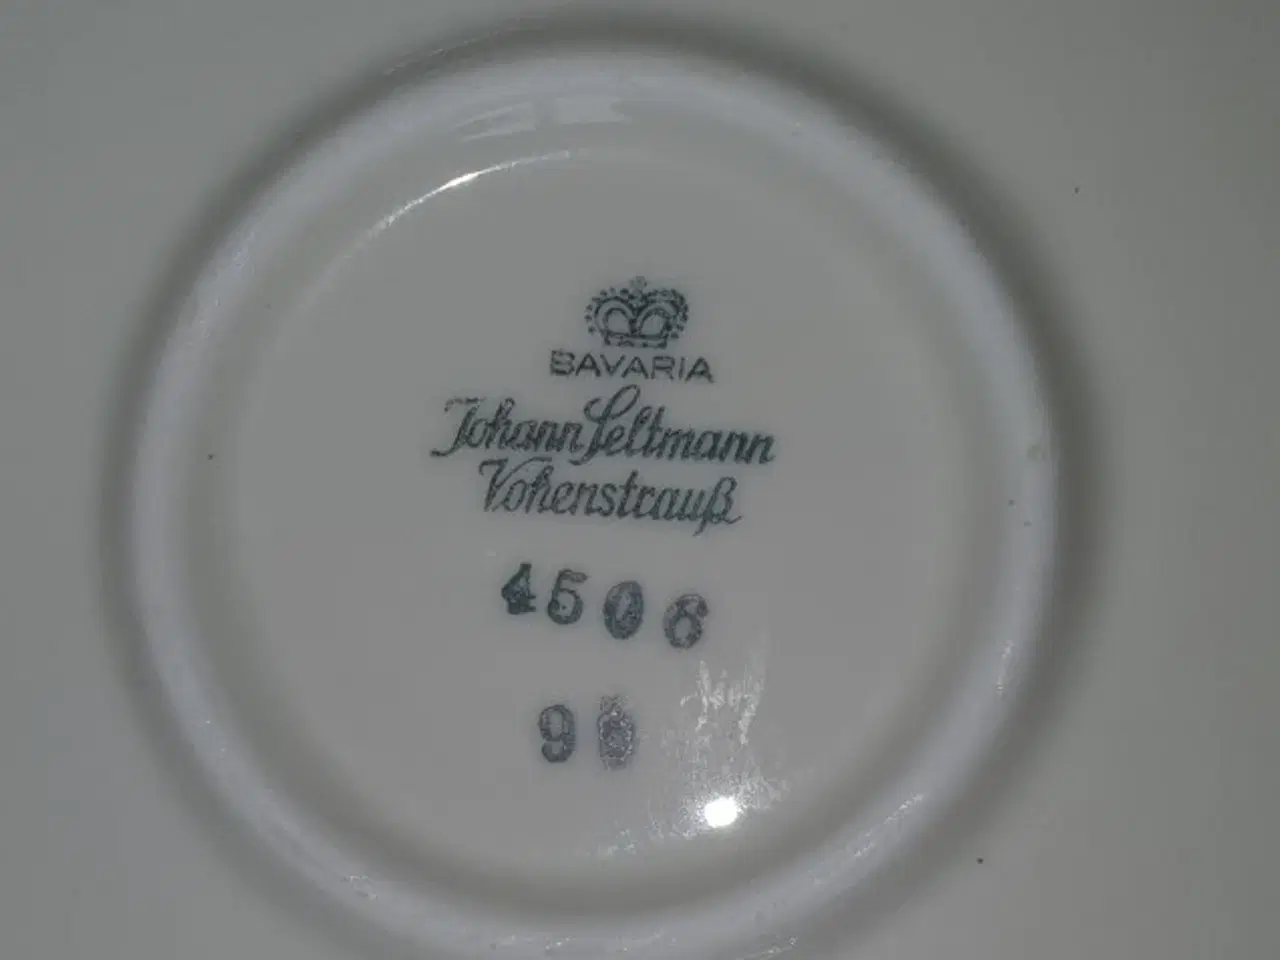 BAVARIA
Johann Seltmann
Vohenstrauß
4506